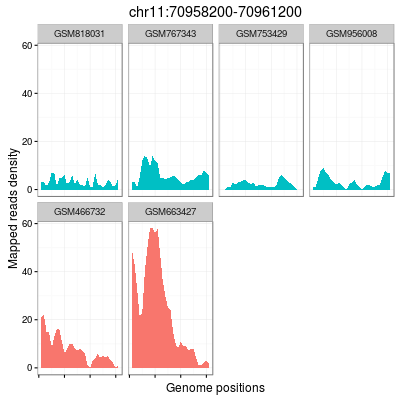 chr11:70958200-70961200
GSM818031 GSM767343 GSM753429 GSM956008
60
40
20
0
Mapped reads density
GSM466732 GSM663427
60
40
20
0
Genome positions